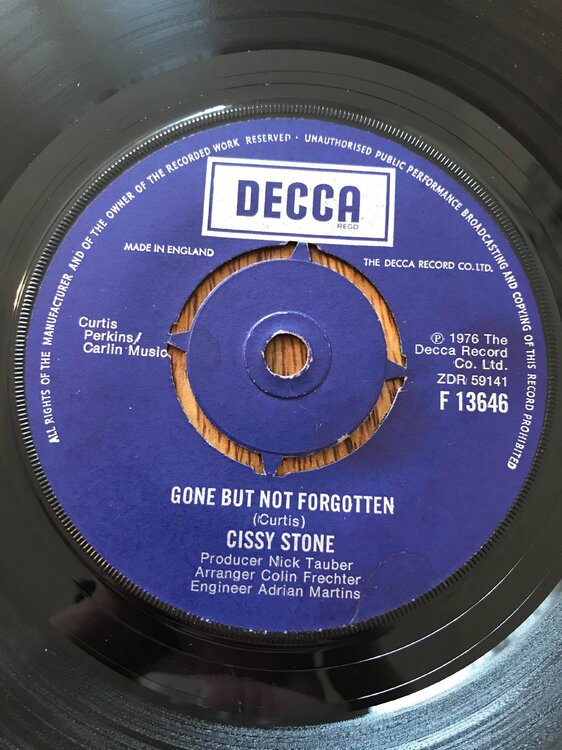 ALL RIGHTS OF THE MANUFACTURER AND OF THE OWNER OF THE RECORDED WORK RESERVED · UNAUTHORISED PUBLIC PERFORMANCE BROADCASTING AND COPYING OF THIS RECORD PROHIBITED
DECCA
REGD
MADE IN ENGLAND
THE DECCA RECORD CO. LTD.
Curtis
Perkins/
Carlin Music
℗ 1976 The
Decca Record
Co. Ltd.
ZDR 59141
F 13646
GONE BUT NOT FORGOTTEN
(Curtis)
CISSY STONE
Producer Nick Tauber
Arranger Colin Frechter
Engineer Adrian Martins